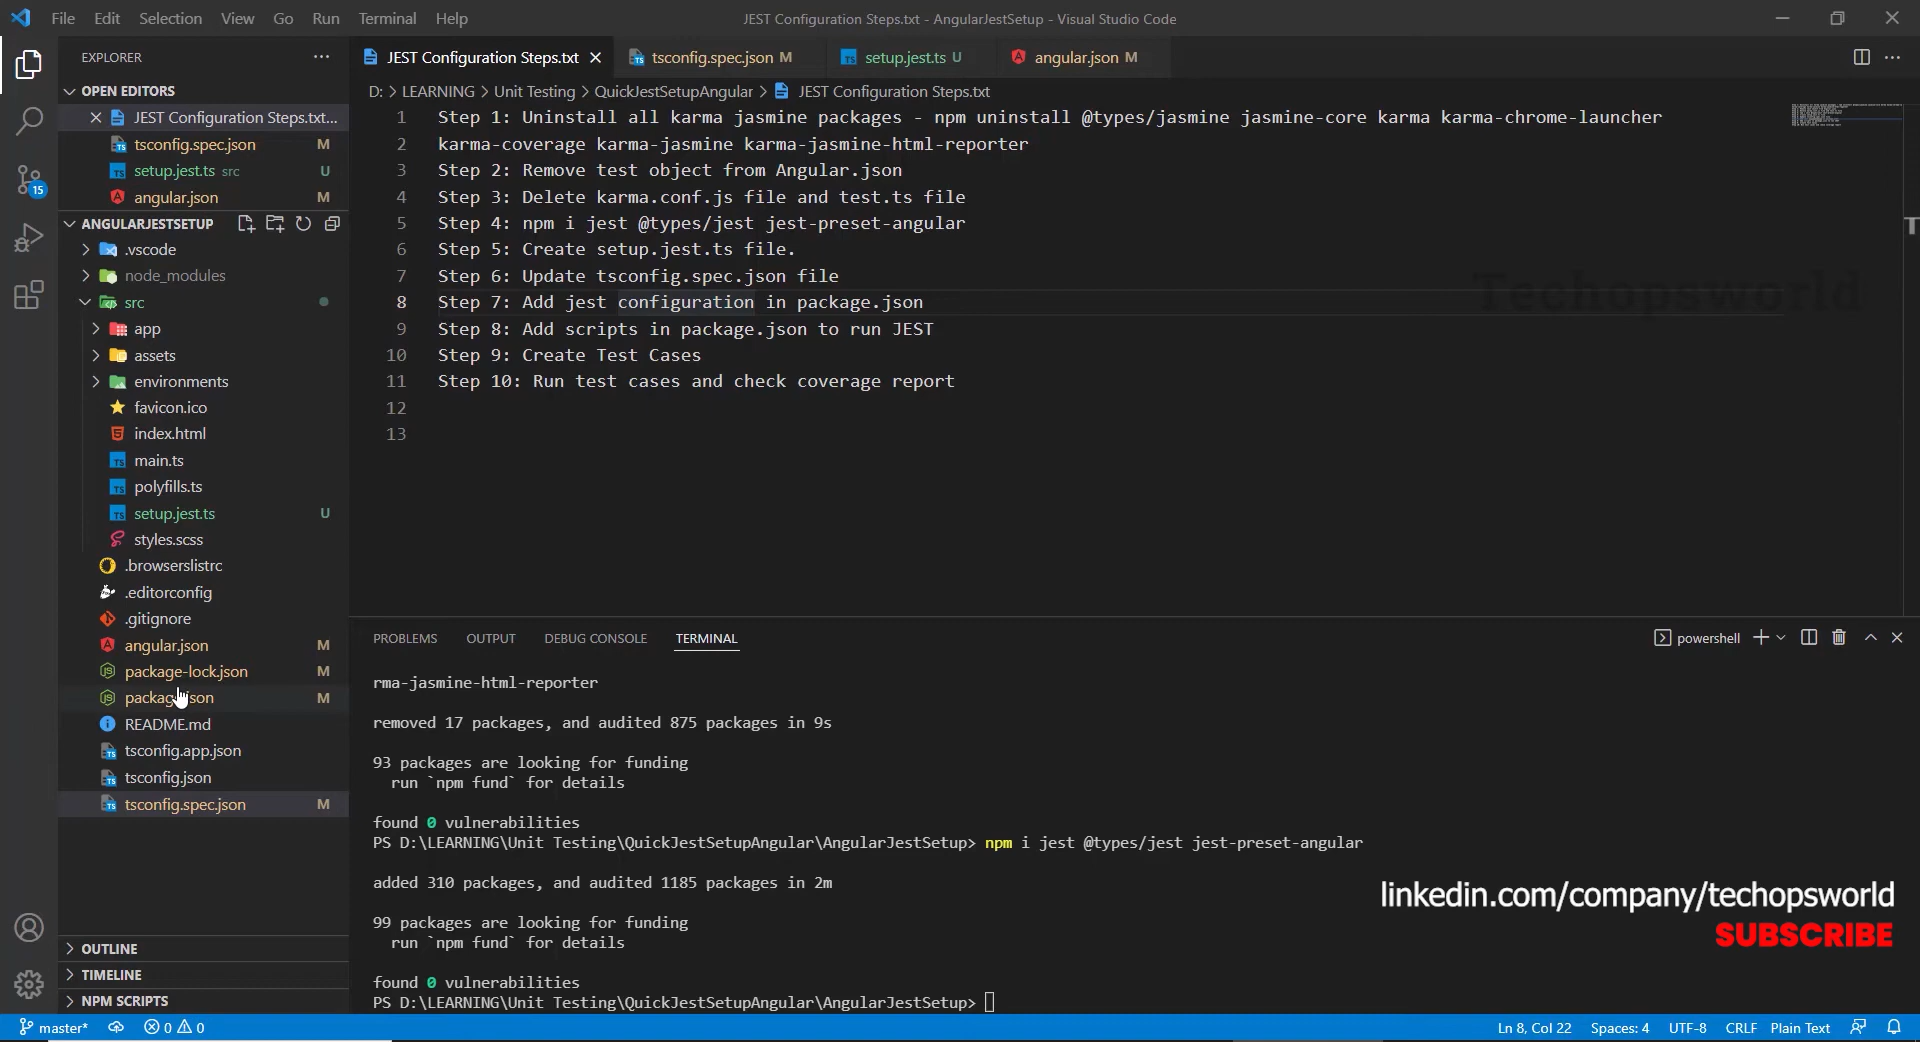 File Edit Selection View Go Run Terminal Help JEST Configuration Steps.txt - AngularJestSetup - Visual Studio Code
EXPLORER
JEST Configuration Steps.txt tsconfig.spec.json M setup.jest.ts U angular.json M
OPEN EDITORS
JEST Configuration Steps.txt...
tsconfig.spec.json M
setup.jest.ts src U
angular.json M
ANGULARJESTSETUP
.vscode
node_modules
src
app
assets
environments
favicon.ico
index.html
main.ts
polyfills.ts
setup.jest.ts U
styles.scss
.browserslistrc
.editorconfig
.gitignore
angular.json M
package-lock.json M
package.json M
README.md
tsconfig.app.json
tsconfig.json
tsconfig.spec.json M
OUTLINE
TIMELINE
NPM SCRIPTS
15
D: > LEARNING > Unit Testing > QuickJestSetupAngular > JEST Configuration Steps.txt
1 Step 1: Uninstall all karma jasmine packages - npm uninstall @types/jasmine jasmine-core karma karma-chrome-launcher
2 karma-coverage karma-jasmine karma-jasmine-html-reporter
3 Step 2: Remove test object from Angular.json
4 Step 3: Delete karma.conf.js file and test.ts file
5 Step 4: npm i jest @types/jest jest-preset-angular
6 Step 5: Create setup.jest.ts file.
7 Step 6: Update tsconfig.spec.json file
8 Step 7: Add jest configuration in package.json
9 Step 8: Add scripts in package.json to run JEST
10 Step 9: Create Test Cases
11 Step 10: Run test cases and check coverage report
12
13
Techopsworld
PROBLEMS OUTPUT DEBUG CONSOLE TERMINAL powershell
rma-jasmine-html-reporter
removed 17 packages, and audited 875 packages in 9s
93 packages are looking for funding
run `npm fund` for details
found 0 vulnerabilities
PS D:\LEARNING\Unit Testing\QuickJestSetupAngular\AngularJestSetup> npm i jest @types/jest jest-preset-angular
added 310 packages, and audited 1185 packages in 2m
99 packages are looking for funding
run `npm fund` for details
found 0 vulnerabilities
PS D:\LEARNING\Unit Testing\QuickJestSetupAngular\AngularJestSetup>
linkedin.com/company/techopsworld
SUBSCRIBE
master* 0 0 Ln 8, Col 22 Spaces: 4 UTF-8 CRLF Plain Text